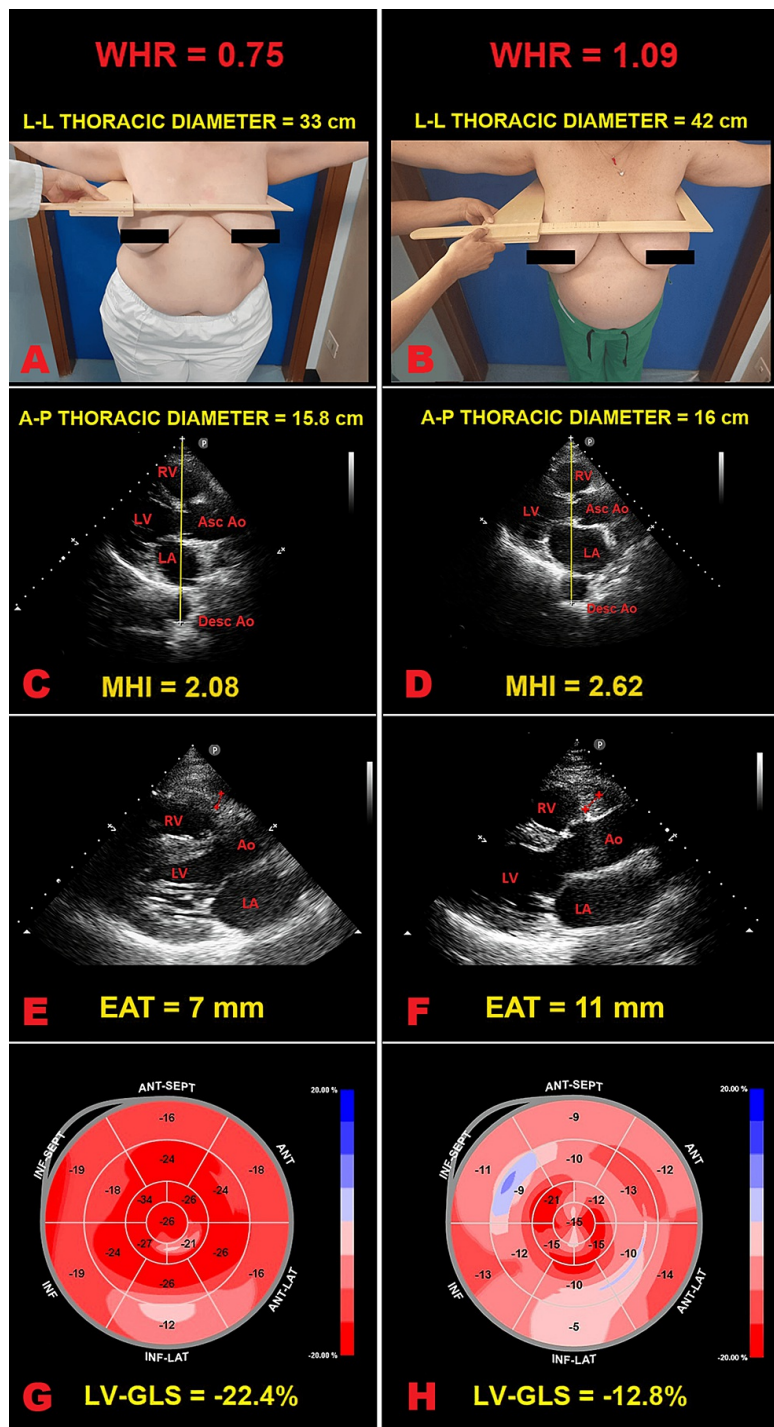 WHR = 0.75
WHR = 1.09
L-L THORACIC DIAMETER = 33 cm
L-L THORACIC DIAMETER = 42 cm
A
B
A-P THORACIC DIAMETER = 15.8 cm
A-P THORACIC DIAMETER = 16 cm
P
RV
LV
Asc Ao
LA
Desc Ao
P
RV
LV
Asc Ao
LA
Desc Ao
C
MHI = 2.08
D
MHI = 2.62
P
RV
Ao
LV
LA
P
RV
Ao
LV
LA
E
EAT = 7 mm
F
EAT = 11 mm
ANT-SEPT
20.00 %
INF-SEPT
ANT
-16
-19
-24
-18
-18
-34
-26
-24
-26
-24
-27
-21
-26
-19
-26
-16
-12
INF
ANT-LAT
INF-LAT
-20.00 %
ANT-SEPT
20.00 %
INF-SEPT
ANT
-9
-11
-10
-12
-9
-21
-12
-13
-15
-12
-15
-15
-10
-13
-10
-14
-5
INF
ANT-LAT
INF-LAT
-20.00 %
G
LV-GLS = -22.4%
H
LV-GLS = -12.8%